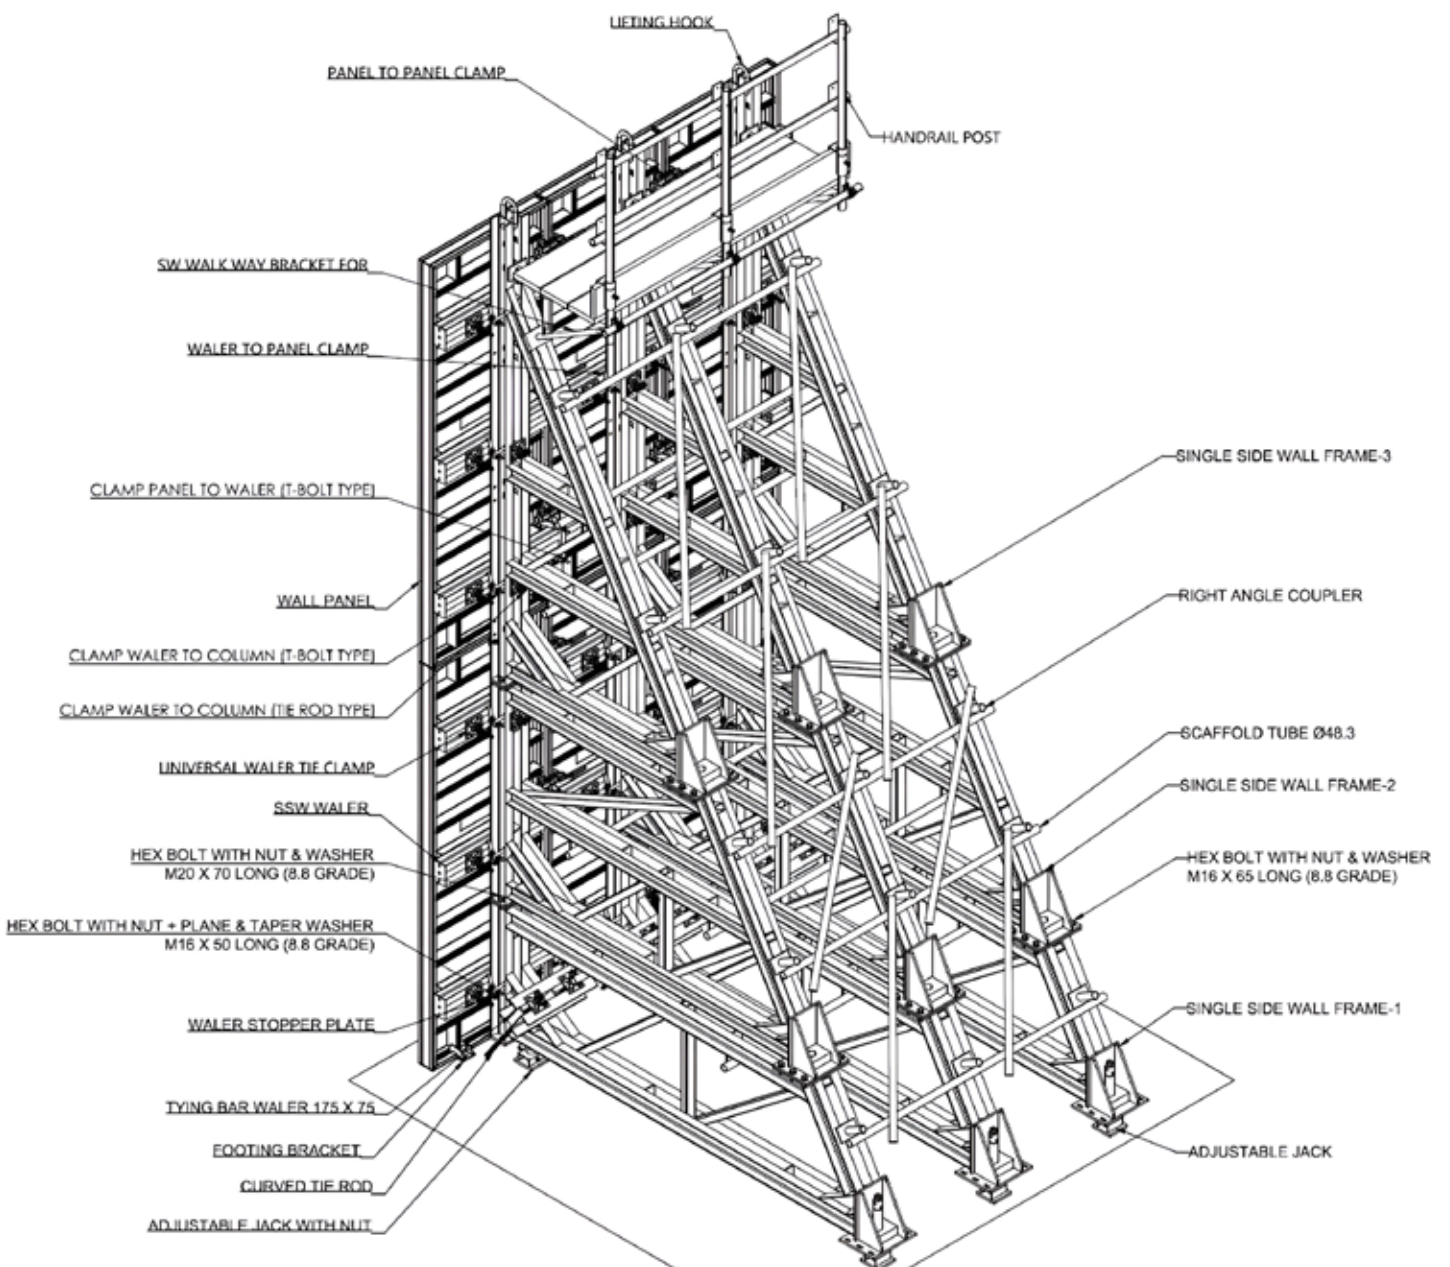 LIFTING HOOK
PANEL TO PANEL CLAMP
HANDRAIL POST
SW WALK WAY BRACKET FOR
WALER TO PANEL CLAMP
SINGLE SIDE WALL FRAME-3
CLAMP PANEL TO WALER (T-BOLT TYPE)
WALL PANEL
RIGHT ANGLE COUPLER
CLAMP WALER TO COLUMN (T-BOLT TYPE)
CLAMP WALER TO COLUMN (TIE ROD TYPE)
SCAFFOLD TUBE Ø48.3
UNIVERSAL WALER TIE CLAMP
SINGLE SIDE WALL FRAME-2
SSW WALER
HEX BOLT WITH NUT & WASHER
M20 X 70 LONG (8.8 GRADE)
HEX BOLT WITH NUT & WASHER
M16 X 65 LONG (8.8 GRADE)
HEX BOLT WITH NUT + PLANE & TAPER WASHER
M16 X 50 LONG (8.8 GRADE)
SINGLE SIDE WALL FRAME-1
WALER STOPPER PLATE
TYING BAR WALER 175 X 75
FOOTING BRACKET
ADJUSTABLE JACK
CURVED TIE ROD
ADJUSTABLE JACK WITH NUT